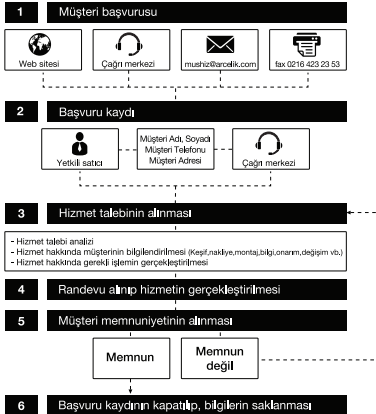 1 Müşteri başvurusu
Web sitesi
Çağrı merkezi
mushiz@arcelik.com
fax 0216 423 23 53
2 Başvuru kaydı
Yetkili satıcı
Müşteri Adı, Soyadı
Müşteri Telefonu
Müşteri Adresi
Çağrı merkezi
3 Hizmet talebinin alınması
- Hizmet talebi analizi
- Hizmet hakkında müşterinin bilgilendirilmesi (Keşif,nakliye,montaj,bilgi,onarım,değişim vb.)
- Hizmet hakkında gerekli işlemin gerçekleştirilmesi
4 Randevu alınıp hizmetin gerçekleştirilmesi
5 Müşteri memnuniyetinin alınması
Memnun
Memnun
değil
6 Başvuru kaydının kapatılıp, bilgilerin saklanması